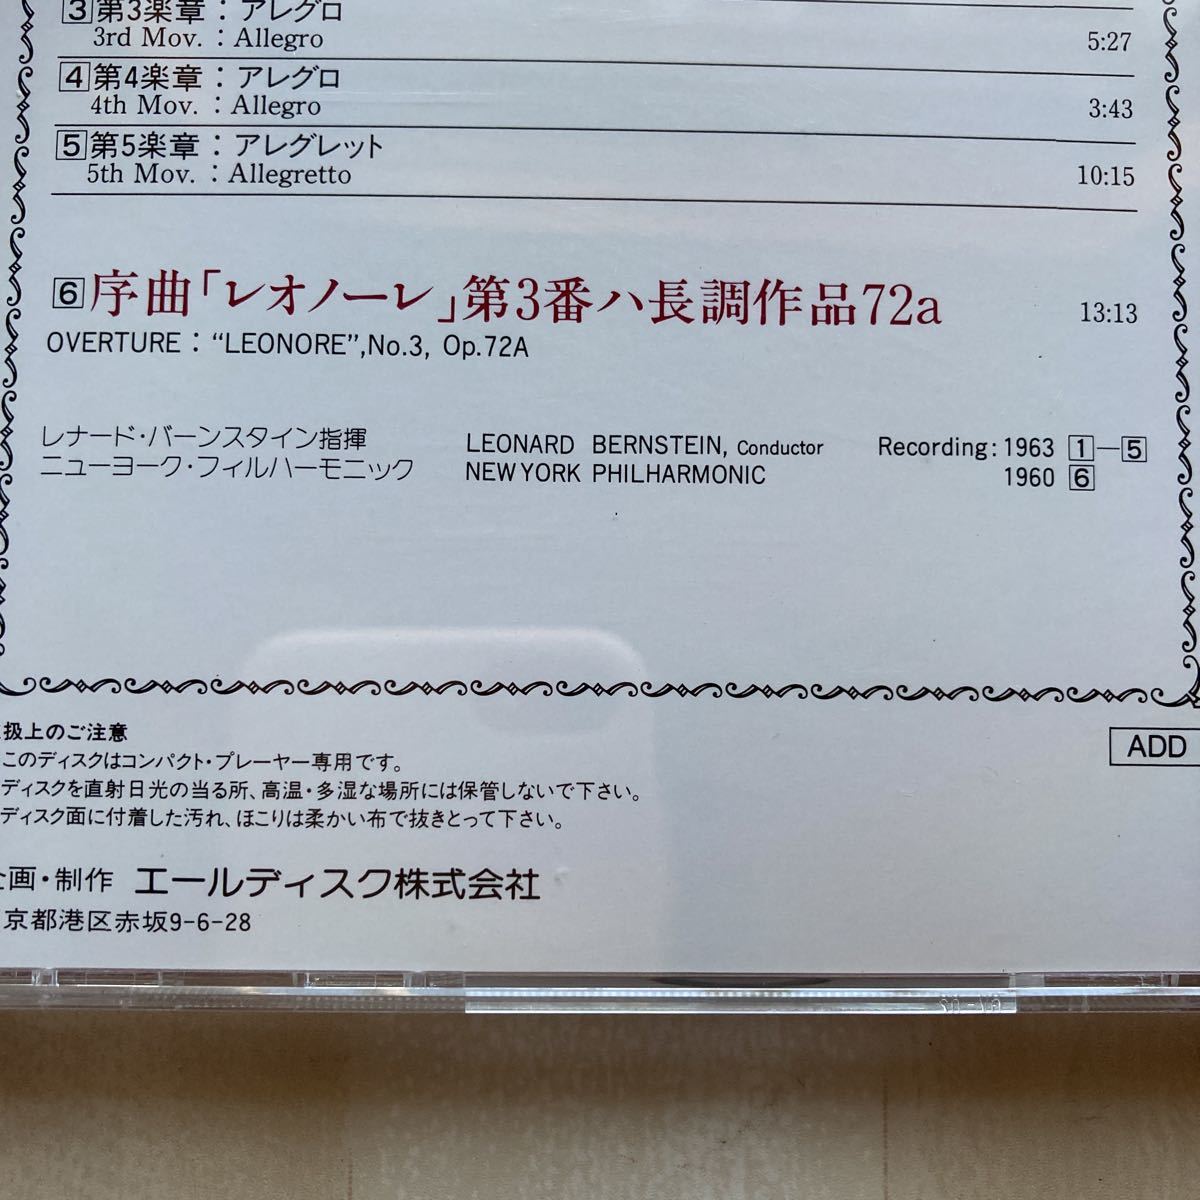 3 第3楽章：アレグロ
3rd Mov.：Allegro 5:27
4 第4楽章：アレグロ
4th Mov.：Allegro 3:43
5 第5楽章：アレグレット
5th Mov.：Allegretto 10:15
6 序曲「レオノーレ」第3番ハ長調作品72a 13:13
OVERTURE：“LEONORE”,No.3, Op.72A
レナード・バーンスタイン指揮 LEONARD BERNSTEIN, Conductor Recording: 1963 1—5
ニューヨーク・フィルハーモニック NEW YORK PHILHARMONIC 1960 6
扱上のご注意
このディスクはコンパクト・プレーヤー専用です。
ディスクを直射日光の当る所、高温・多湿な場所には保管しないで下さい。
ディスク面に付着した汚れ、ほこりは柔かい布で抜きとって下さい。
ADD
画・制作 エールディスク株式会社
京都港区赤坂9-6-28